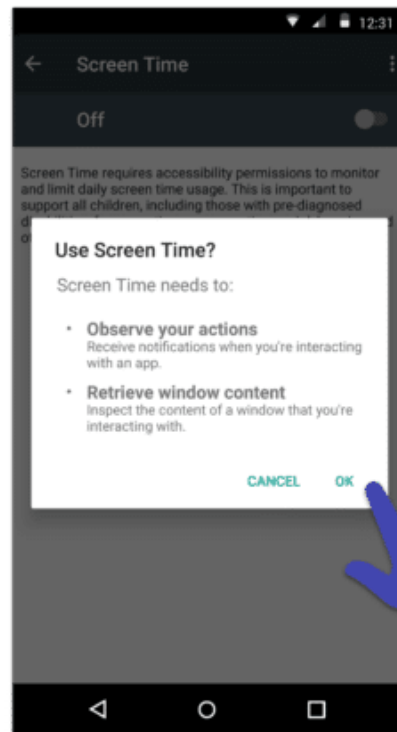 12:31
Screen Time
Off
Screen Time requires accessibility permissions to monitor
and limit daily screen time usage. This is important to
support all children, including those with pre-diagnosed
Use Screen Time?
Screen Time needs to:
• Observe your actions
Receive notifications when you're interacting
with an app.
• Retrieve window content
Inspect the content of a window that you're
interacting with.
CANCEL OK